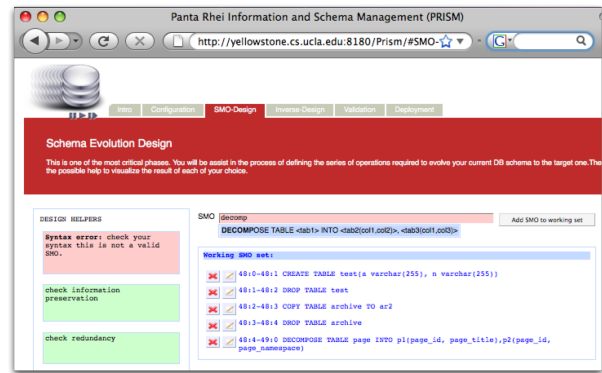 Panta Rhei Information and Schema Management (PRISM)
http://yellowstone.cs.ucla.edu:8180/Prism/#SMO-
G
Intro Configuration SMO-Design Inverse-Design Validation Deployment
Schema Evolution Design
This is one of the most critical phases. You will be assist in the process of defining the series of operations required to evolve your current DB schema to the target one.The
the possible help to visualize the result of each of your choice.
DESIGN HELPERS
Syntax error: check your
syntax this is not a valid
SMO.
check information
preservation
check redundancy
SMO decomp Add SMO to working set
DECOMPOSE TABLE <tab1> INTO <tab2(col1,col2)>, <tab3(col1,col3)>
Working SMO set:
48:0-48:1 CREATE TABLE test(a varchar(255), n varchar(255))
48:1-48:2 DROP TABLE test
48:2-48:3 COPY TABLE archive TO ar2
48:3-48:4 DROP TABLE archive
48:4-49:0 DECOMPOSE TABLE page INTO p1(page_id, page_title),p2(page_id,
page_namespace)